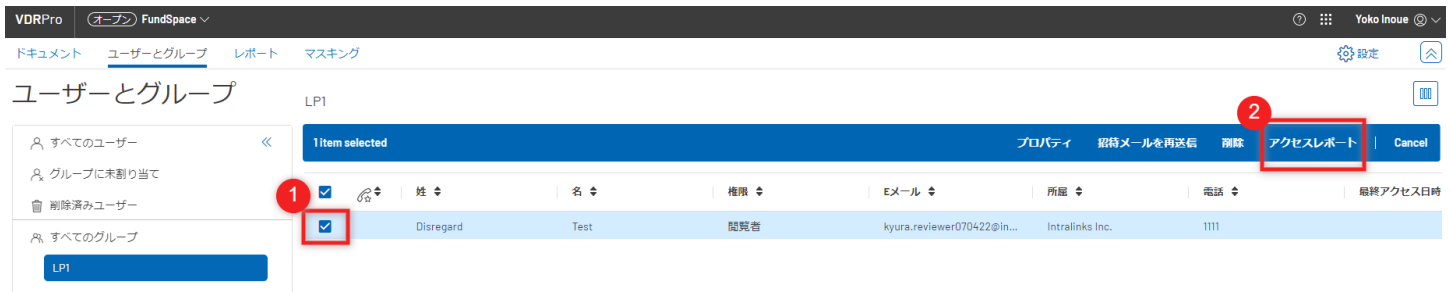 VDRPro オープン FundSpace Yoko Inoue
ドキュメント ユーザーとグループ レポート マスキング 設定
ユーザーとグループ
LP1
2
すべてのユーザー
グループに未割り当て
削除済みユーザー
すべてのグループ
LP1
1 item selected プロパティ 招待メールを再送信 削除 アクセスレポート | Cancel
1
姓 名 権限 Eメール 所属 電話 最終アクセス日時
Disregard Test 閲覧者 kyura.reviewer070422@in... Intralinks Inc. 1111